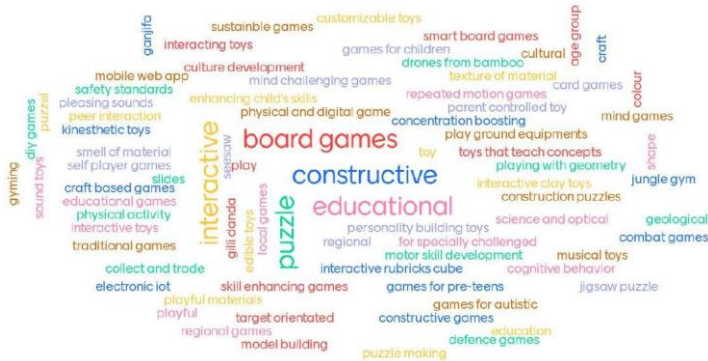 customizable toys
sustainble games
ganjifa
interacting toys
smart board games
age group
craft
games for children
cultural
culture development
drones from bamboo
mobile web app
mind challenging games
texture of material
card games
colour
safety standards
enhancing child's skills
repeated motion games
pleasing sounds
parent controlled toy
puzzel
peer interaction
physical and digital game
concentration boosting
mind games
diy games
kinesthetic toys
board games
play ground equipments
smell of material
interactive
seesaw
toy
toys that teach concepts
shape
gyming
sound toys
self player games
play
playing with geometry
slides
constructive
craft based games
interactive clay toys
jungle gym
educational games
educational
construction puzzles
physical activity
puzzle
science and optical
geological
interactive toys
gilli danda
local games
personality building toys
edible toys
regional
for specially challenged
combat games
traditional games
motor skill development
musical toys
collect and trade
interactive rubricks cube
cognitive behavior
electronic iot
skill enhancing games
games for pre-teens
jigsaw puzzle
playful materials
games for autistic
playful
target orientated
constructive games
regional games
education
model building
defence games
puzzle making